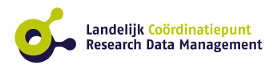 Landelijk Coördinatiepunt
Research Data Management